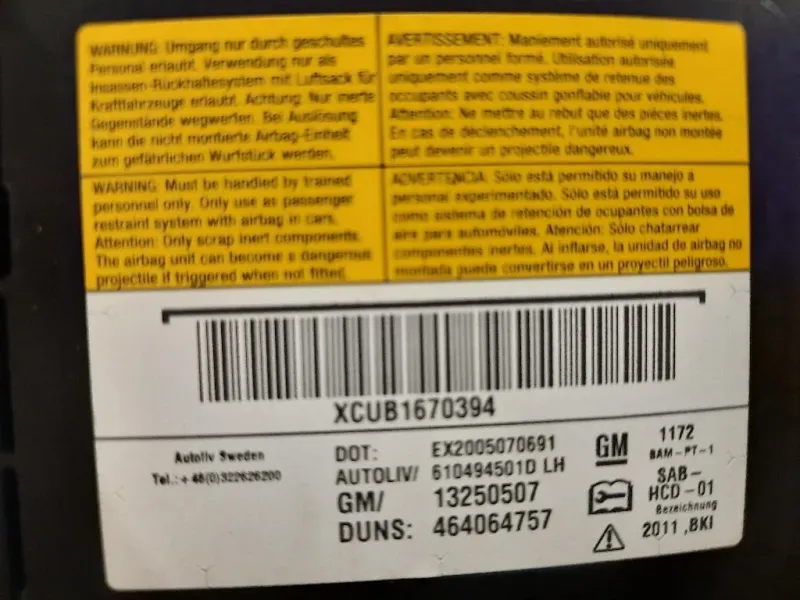 WARNUNG: Umgang nur durch geschultes
Personal erlaubt. Verwendung nur als
Insassen-Rückhaltesystem mit Luftsack für
Kraftfahrzeuge erlaubt. Achtung: Nur inerte
Gegenstände wegwerfen. Bei Auslösung
kann die nicht montierte Airbag-Einheit
zum gefährlichen Wurfstück werden.
AVERTISSEMENT: Maniement autorisé uniquement
par un personnel formé. Utilisation autorisée
uniquement comme système de retenue des
occupants avec coussin gonflable pour véhicules.
Attention: Ne mettre au rebut que des pièces inertes.
En cas de déclenchement, l'unité airbag non montée
peut devenir un projectile dangereux.
WARNING: Must be handled by trained
personnel only. Only use as passenger
restraint system with airbag in cars.
Attention: Only scrap inert components.
The airbag unit can become a dangerous
projectile if triggered when not fitted.
ADVERTENCIA: Sólo está permitido su manejo a
personal experimentado. Sólo está permitido su uso
como sistema de retención de ocupantes con bolsa de
aire para automóviles. Atención: Sólo chatarrear
componentes inertes. Al inflarse, la unidad de airbag no
montada puede convertirse en un proyectil peligroso.
XCUB1670394
Autoliv Sweden
Tel.:+46(0)322626200
DOT: EX2005070691
AUTOLIV/ 610494501D LH
GM/ 13250507
DUNS: 464064757
GM 1172
BAM-PT-1
SAB-
HCD-01
Bezeichnung
2011 ,BKI